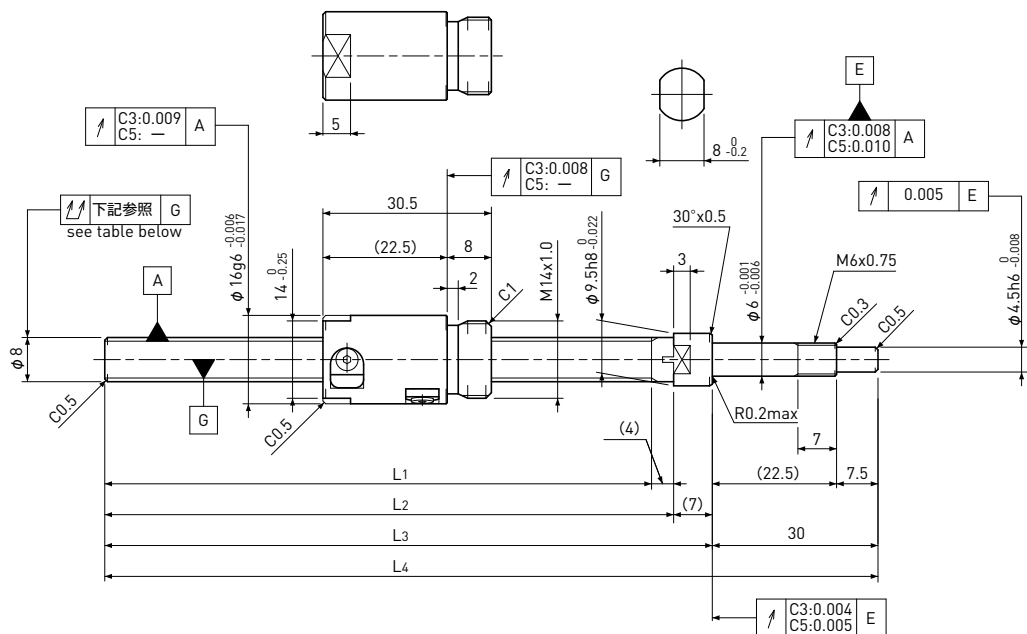 5
E
C3:0.009
C5: —
A
C3:0.008
C5:0.010
A
8 0 -0.2
C3:0.008
C5: —
G
0.005
E
下記参照
G
see table below
30.5
30°x0.5
(22.5)
8
M6x0.75
2
3
φ16g6 -0.006 -0.017
14 0 -0.25
M14x1.0
φ9.5h8 0 -0.022
φ6 -0.001 -0.006
φ4.5h6 0 -0.008
C1
C0.3
C0.5
A
φ8
G
C0.5
C0.5
R0.2max
(4)
7
L1
(22.5)
7.5
L2
(7)
L3
30
L4
C3:0.004
C5:0.005
E